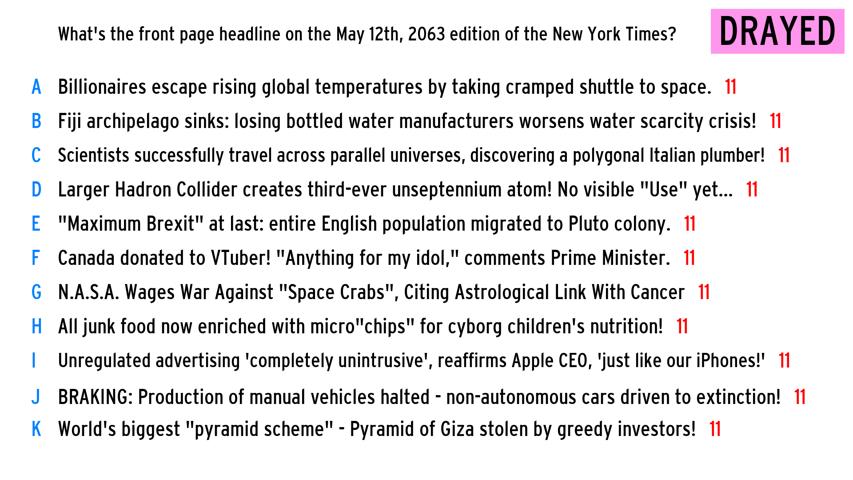 What's the front page headline on the May 12th, 2063 edition of the New York Times?
DRAYED
A Billionaires escape rising global temperatures by taking cramped shuttle to space. 11
B Fiji archipelago sinks: losing bottled water manufacturers worsens water scarcity crisis! 11
C Scientists successfully travel across parallel universes, discovering a polygonal Italian plumber! 11
D Larger Hadron Collider creates third-ever unseptennium atom! No visible "Use" yet... 11
E "Maximum Brexit" at last: entire English population migrated to Pluto colony. 11
F Canada donated to VTuber! "Anything for my idol," comments Prime Minister. 11
G N.A.S.A. Wages War Against "Space Crabs", Citing Astrological Link With Cancer 11
H All junk food now enriched with micro"chips" for cyborg children's nutrition! 11
I Unregulated advertising 'completely unintrusive', reaffirms Apple CEO, 'just like our iPhones!' 11
J BRAKING: Production of manual vehicles halted - non-autonomous cars driven to extinction! 11
K World's biggest "pyramid scheme" - Pyramid of Giza stolen by greedy investors! 11